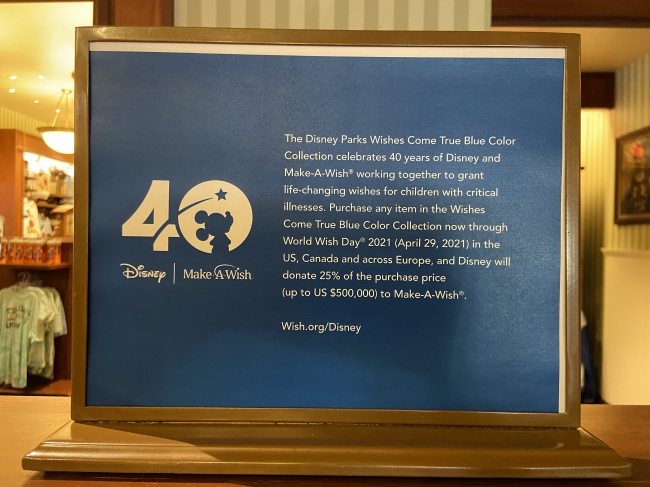 40
Disney | Make-A-Wish
The Disney Parks Wishes Come True Blue Color
Collection celebrates 40 years of Disney and
Make-A-Wish® working together to grant
life-changing wishes for children with critical
illnesses. Purchase any item in the Wishes
Come True Blue Color Collection now through
World Wish Day® 2021 (April 29, 2021) in the
US, Canada and across Europe, and Disney will
donate 25% of the purchase price
(up to US $500,000) to Make-A-Wish®.
Wish.org/Disney